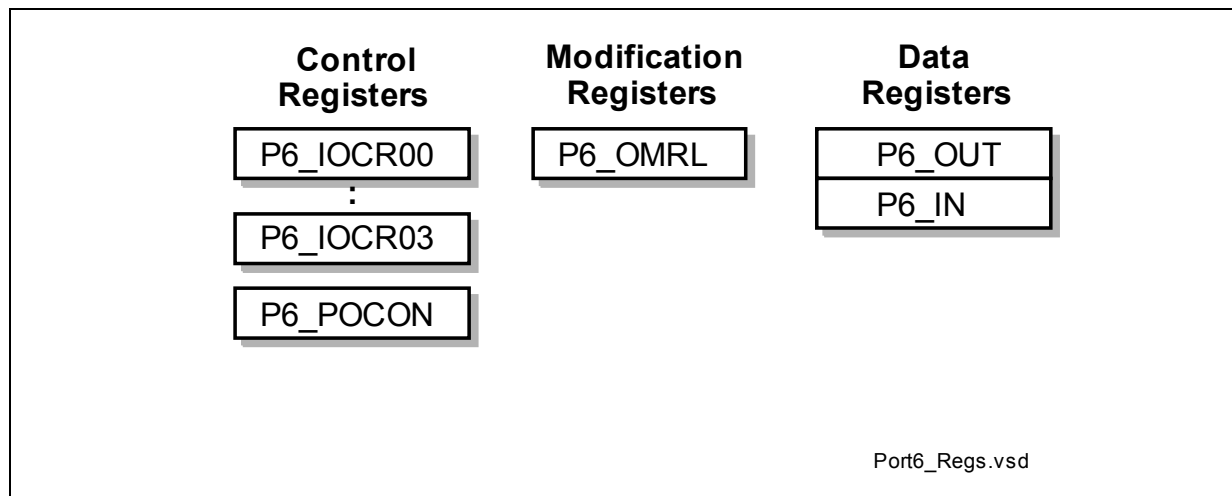 Control
Registers
P6_IOCR00
:
P6_IOCR03
P6_POCON
Modification
Registers
P6_OMRL
Data
Registers
P6_OUT
P6_IN
Port6_Regs.vsd